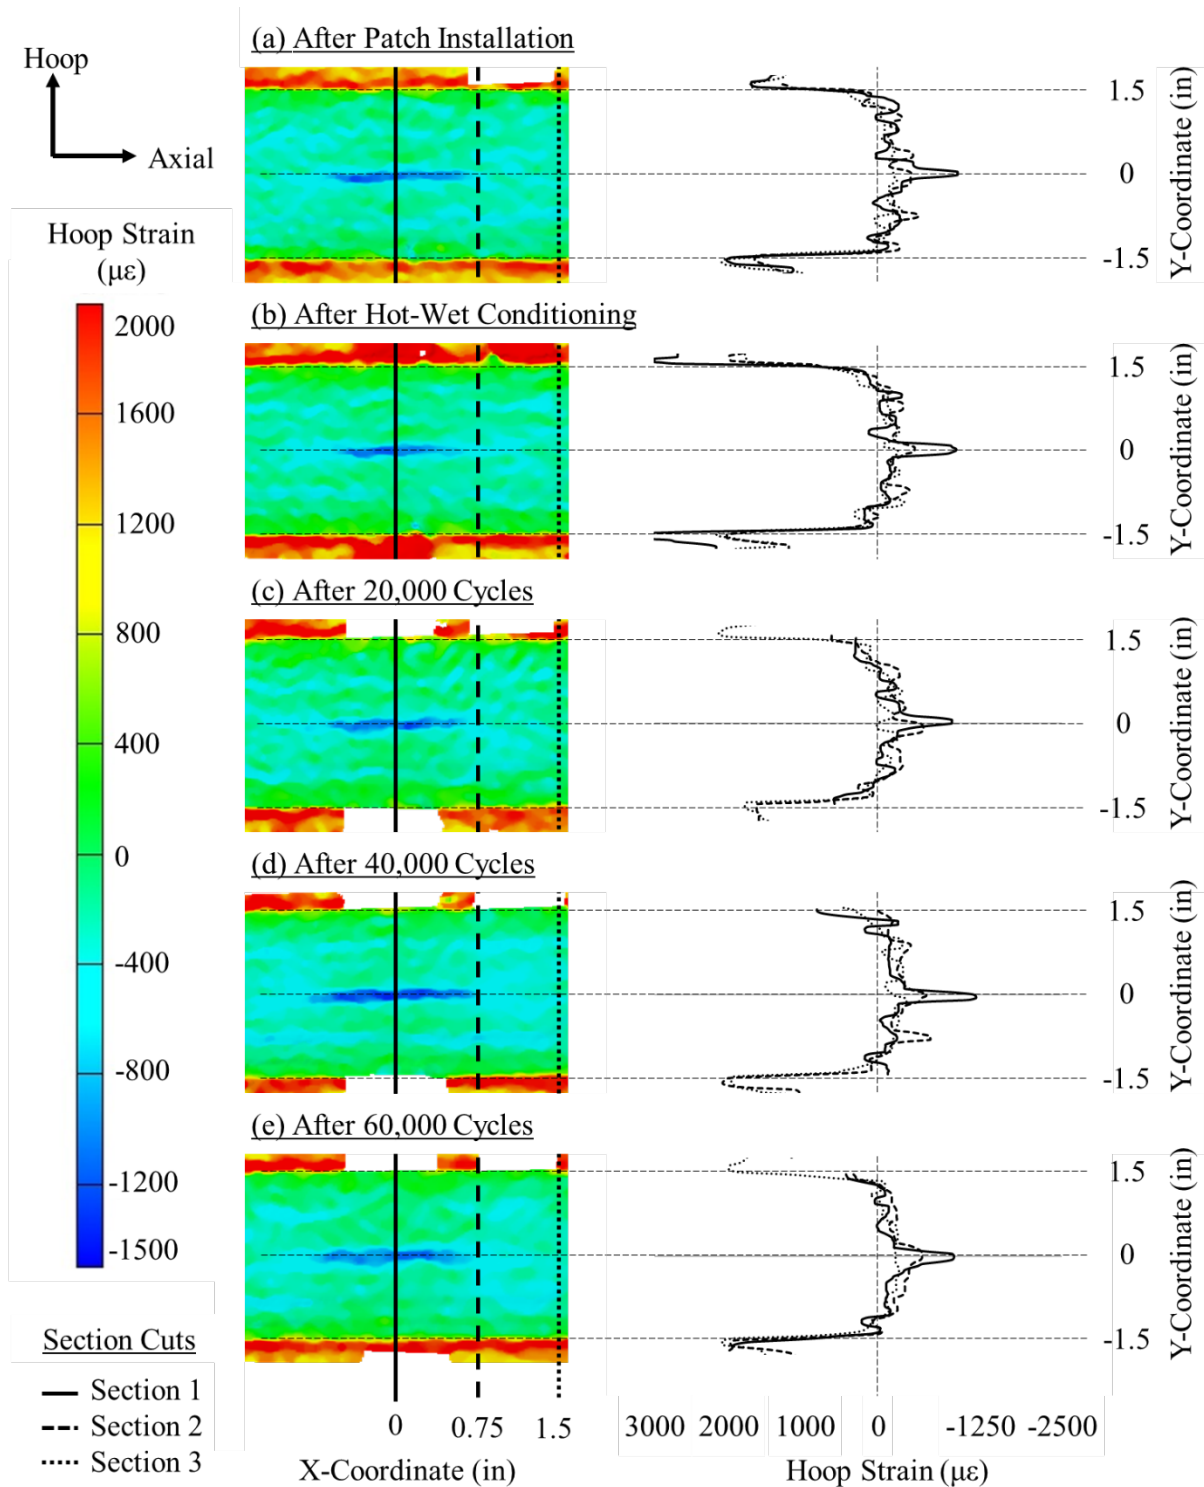 (a) After Patch Installation
Hoop
Axial
1.5
0
-1.5
Y-Coordinate (in)
Hoop Strain
(με)
2000
1600
1200
800
400
0
-400
-800
-1200
-1500
(b) After Hot-Wet Conditioning
1.5
0
-1.5
Y-Coordinate (in)
(c) After 20,000 Cycles
1.5
0
-1.5
Y-Coordinate (in)
(d) After 40,000 Cycles
1.5
0
-1.5
Y-Coordinate (in)
(e) After 60,000 Cycles
1.5
0
-1.5
Y-Coordinate (in)
Section Cuts
Section 1
Section 2
Section 3
0 0.75 1.5
X-Coordinate (in)
3000 2000 1000 0 -1250 -2500
Hoop Strain (με)